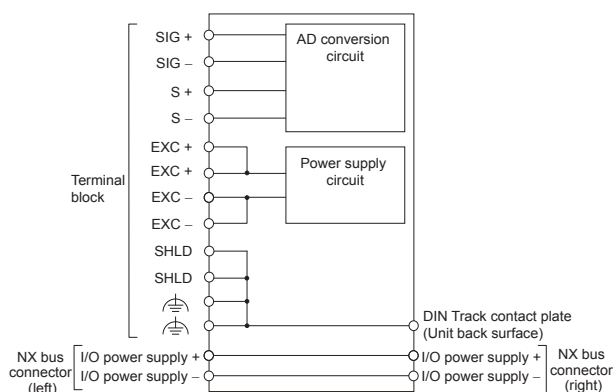 SIG +
SIG −
S +
S −
EXC +
EXC +
EXC −
EXC −
SHLD
SHLD
Terminal
block
AD conversion
circuit
Power supply
circuit
DIN Track contact plate
(Unit back surface)
NX bus
connector
(left)
I/O power supply +
I/O power supply −
I/O power supply +
I/O power supply −
NX bus
connector
(right)